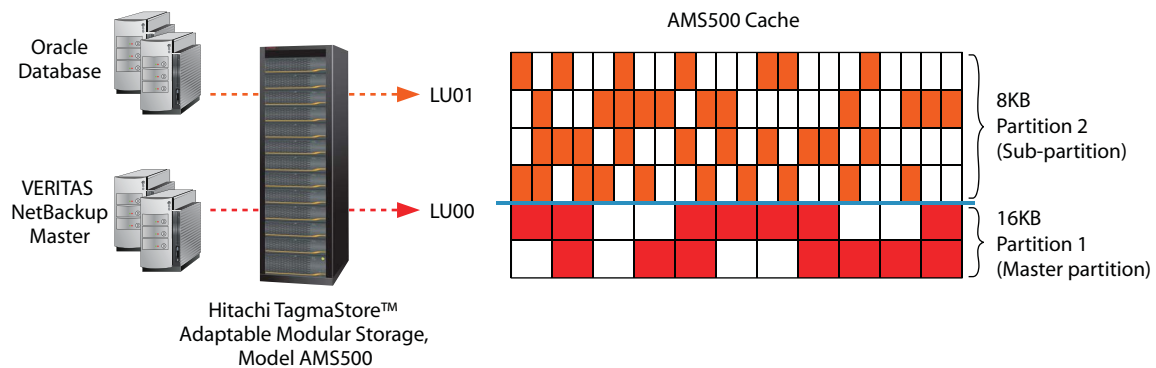 Oracle
Database
VERITAS
NetBackup
Master
LU01
LU00
Hitachi TagmaStore™
Adaptable Modular Storage,
Model AMS500
AMS500 Cache
8KB
Partition 2
(Sub-partition)
16KB
Partition 1
(Master partition)